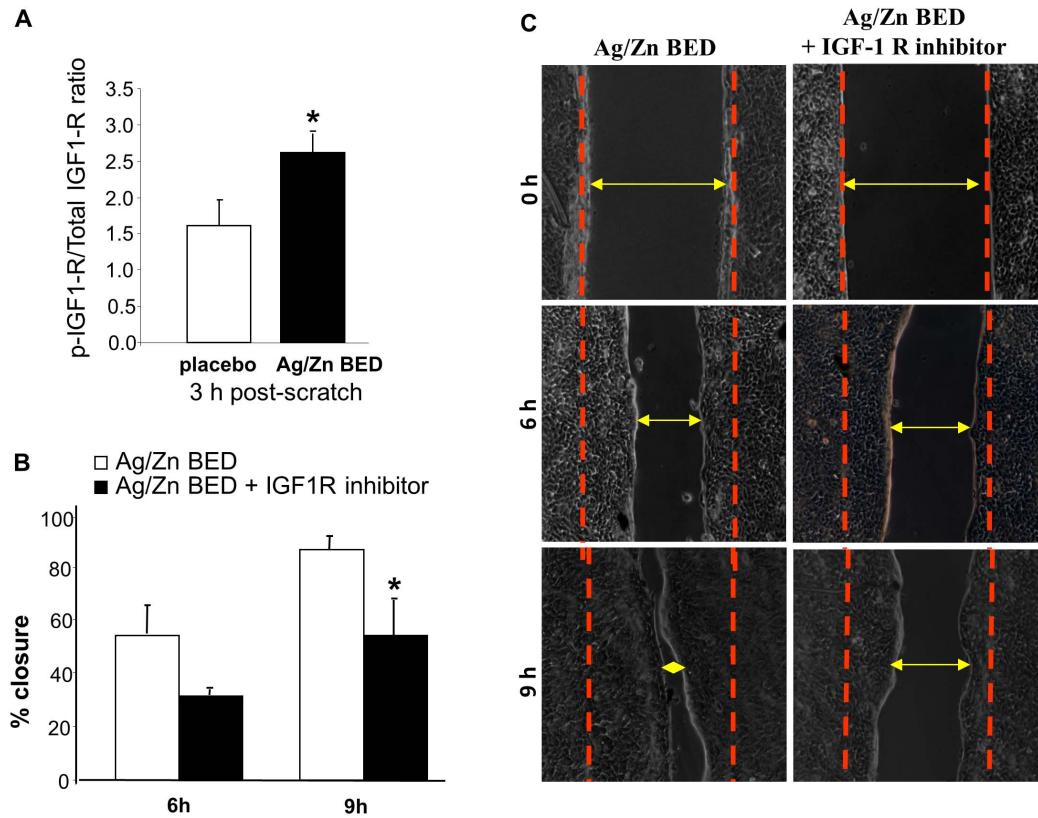 A
p-IGF1-R/Total IGF1-R ratio
3.5
3.0
2.5
2.0
1.5
1.0
0.5
0.0
*
placebo
Ag/Zn BED
3 h post-scratch
B
Ag/Zn BED
Ag/Zn BED + IGF1R inhibitor
% closure
100
80
60
40
20
0
*
6h
9h
C
Ag/Zn BED
Ag/Zn BED
+ IGF-1 R inhibitor
0 h
6 h
9 h